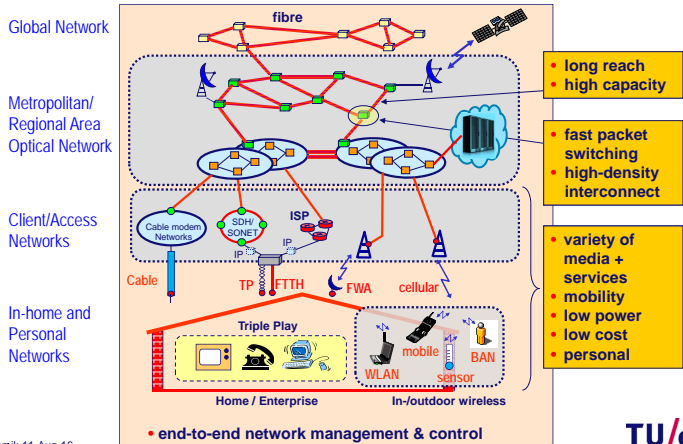 Global Network
fibre
• long reach
• high capacity
Metropolitan/
Regional Area
Optical Network
• fast packet
switching
• high-density
interconnect
Client/Access
Networks
Cable modem
Networks
SDH/
SONET
ISP
IP
IP
• variety of
media +
services
• mobility
• low power
• low cost
• personal
Cable
TP
FTTH
FWA
cellular
In-home and
Personal
Networks
Triple Play
WLAN
mobile
sensor
BAN
Home / Enterprise
In-/outdoor wireless
• end-to-end network management & control
TU/